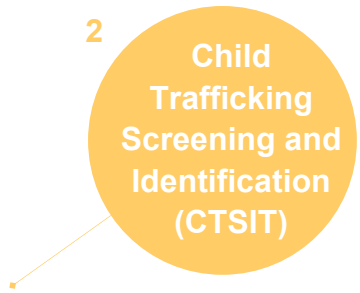 2
Child
Trafficking
Screening and
Identification
(CTSIT)